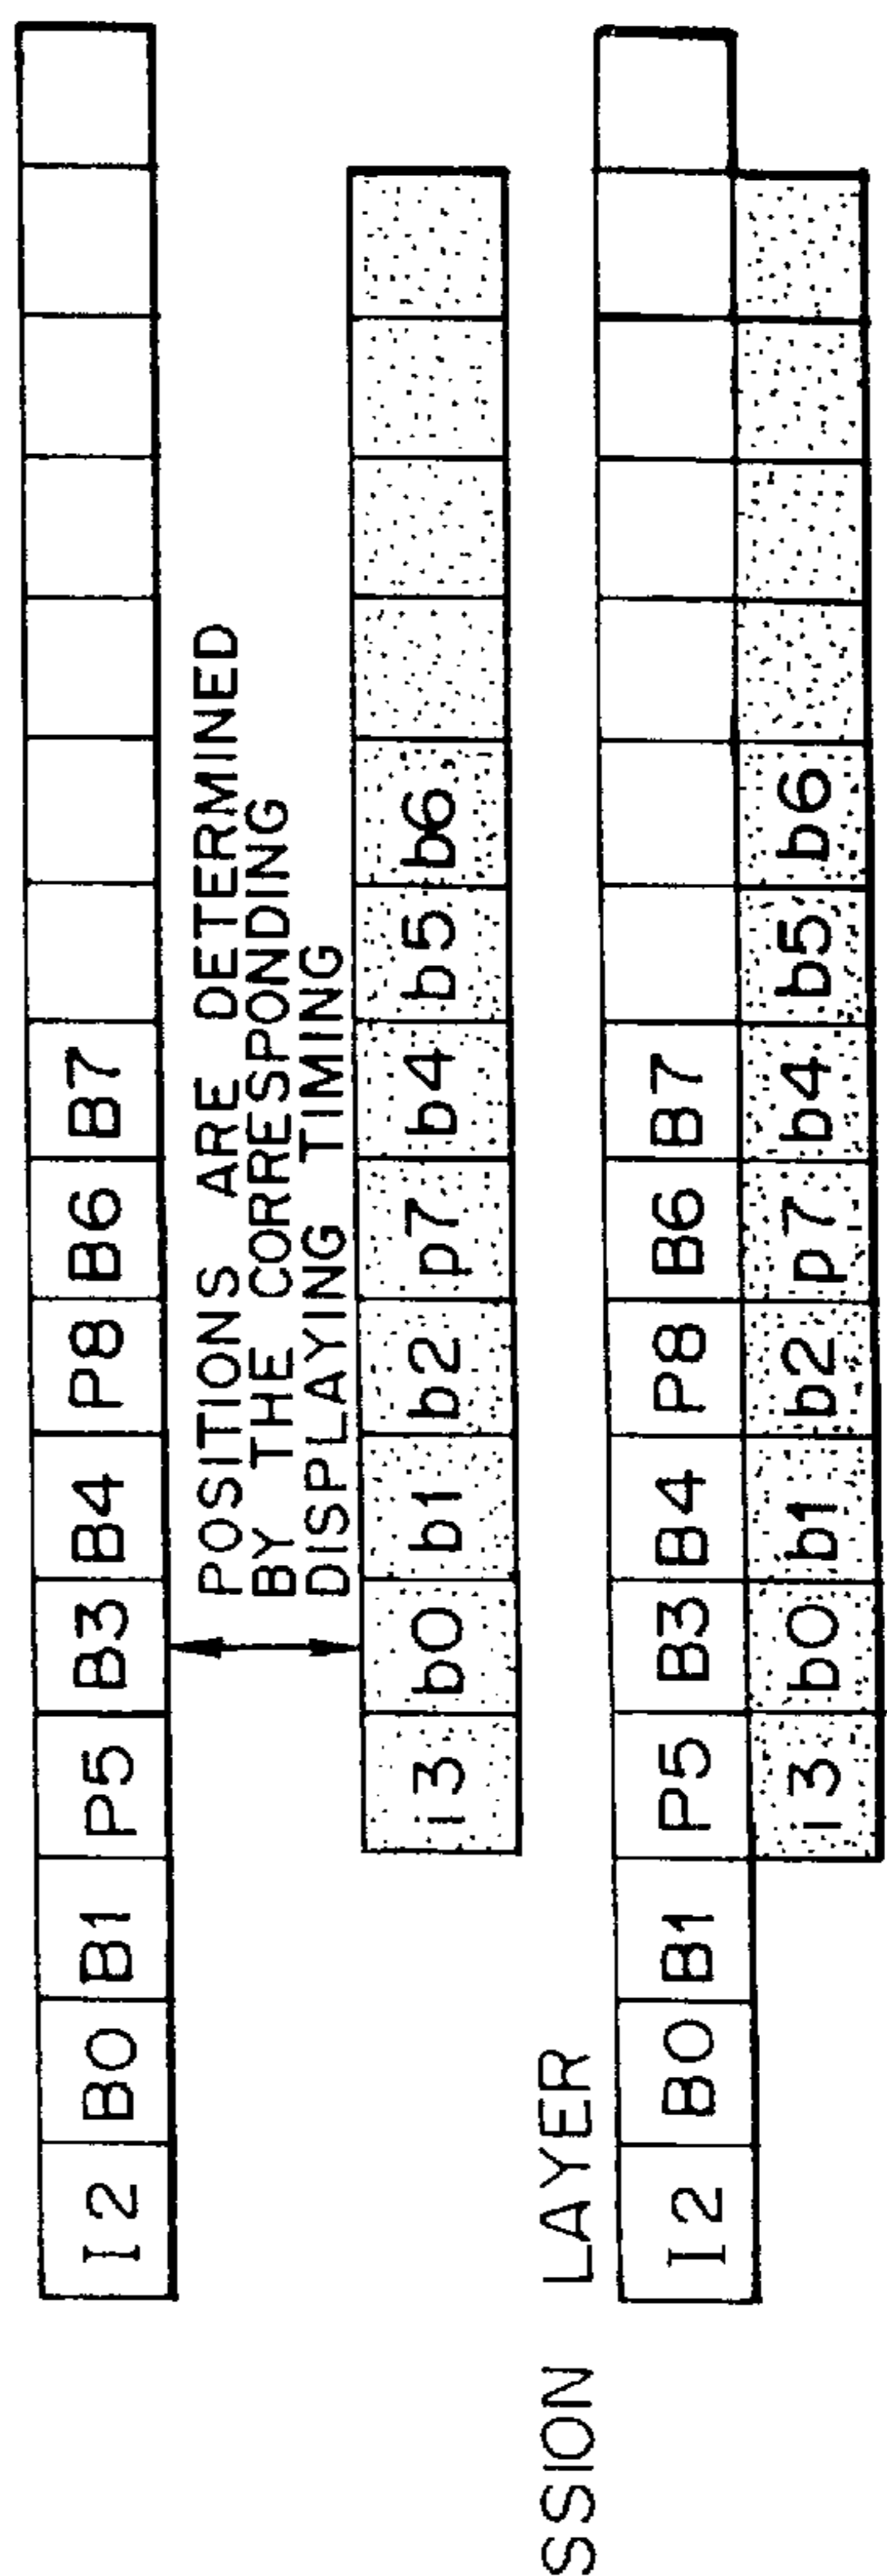 I2 B0 B1 P5 B3 B4 P8 B6 B7
POSITIONS ARE DETERMINED
BY THE CORRESPONDING
DISPLAYING TIMING
i3 b0 b1 b2 p7 b4 b5 b6
SSION LAYER
I2 B0 B1 P5 B3 B4 P8 B6 B7
i3 b0 b1 b2 p7 b4 b5 b6